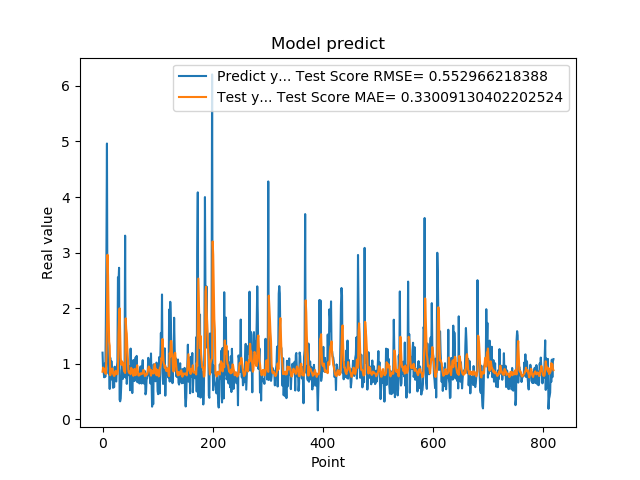 Model predict
Predict y... Test Score RMSE= 0.552966218388
Test y... Test Score MAE= 0.33009130402202524
Real value
6
5
4
3
2
1
0
0 200 400 600 800
Point